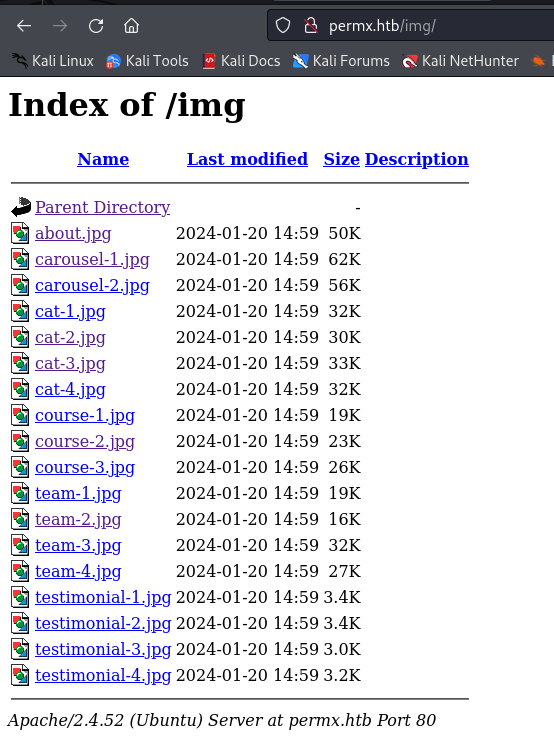 permx.htb/img/
Kali Linux Kali Tools Kali Docs Kali Forums Kali NetHunter
Index of /img
Name Last modified Size Description
Parent Directory -
about.jpg 2024-01-20 14:59 50K
carousel-1.jpg 2024-01-20 14:59 62K
carousel-2.jpg 2024-01-20 14:59 56K
cat-1.jpg 2024-01-20 14:59 32K
cat-2.jpg 2024-01-20 14:59 30K
cat-3.jpg 2024-01-20 14:59 33K
cat-4.jpg 2024-01-20 14:59 32K
course-1.jpg 2024-01-20 14:59 19K
course-2.jpg 2024-01-20 14:59 23K
course-3.jpg 2024-01-20 14:59 26K
team-1.jpg 2024-01-20 14:59 19K
team-2.jpg 2024-01-20 14:59 16K
team-3.jpg 2024-01-20 14:59 32K
team-4.jpg 2024-01-20 14:59 27K
testimonial-1.jpg 2024-01-20 14:59 3.4K
testimonial-2.jpg 2024-01-20 14:59 3.4K
testimonial-3.jpg 2024-01-20 14:59 3.0K
testimonial-4.jpg 2024-01-20 14:59 3.2K
Apache/2.4.52 (Ubuntu) Server at permx.htb Port 80